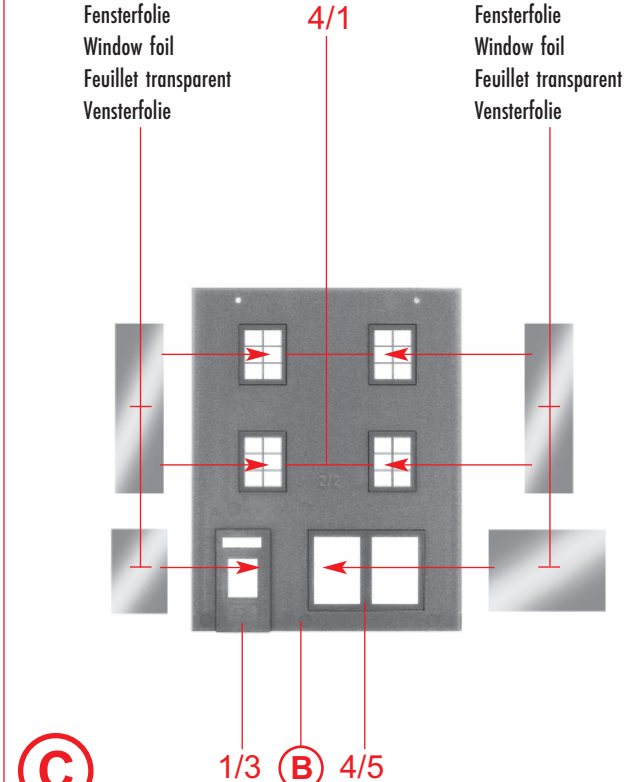 Fensterfolie
Window foil
Feuillet transparent
Vensterfolie
4/1
Fensterfolie
Window foil
Feuillet transparent
Vensterfolie
2/2
1/3
B
4/5
C